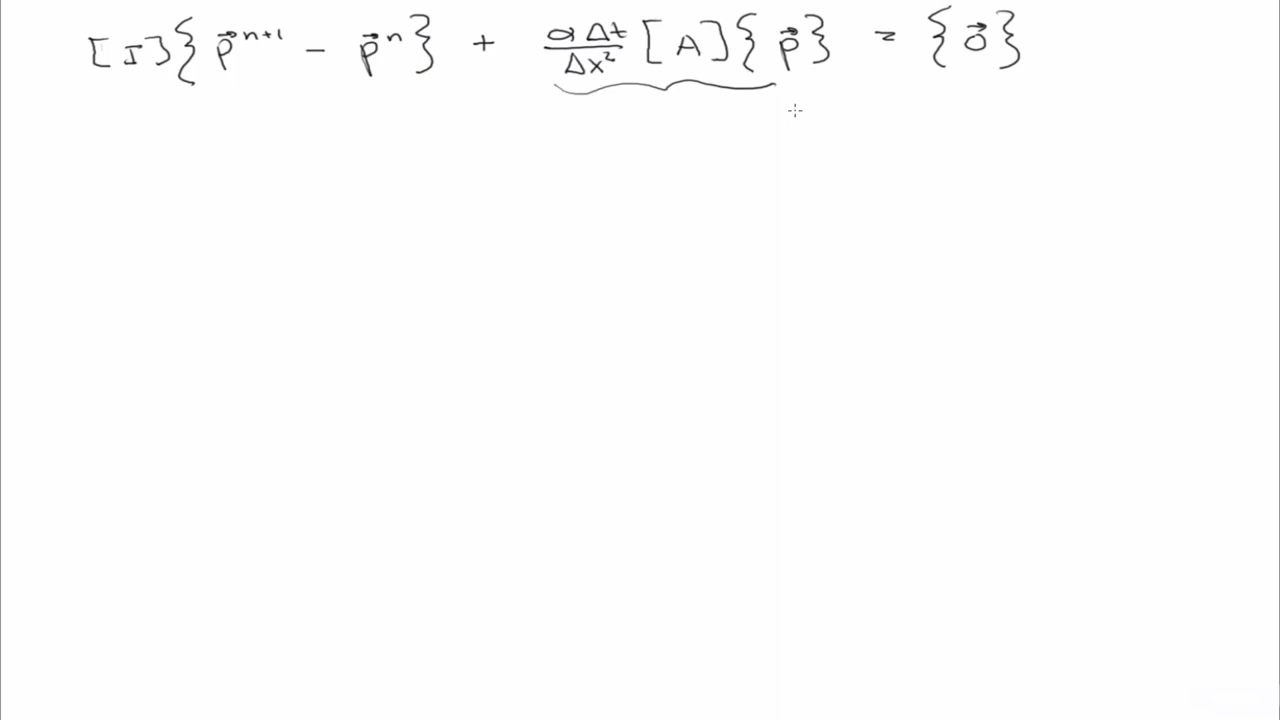 [I]{p⃗ⁿ⁺¹ − p⃗ⁿ} + αΔt/Δx² [A]{p⃗} = {0⃗}